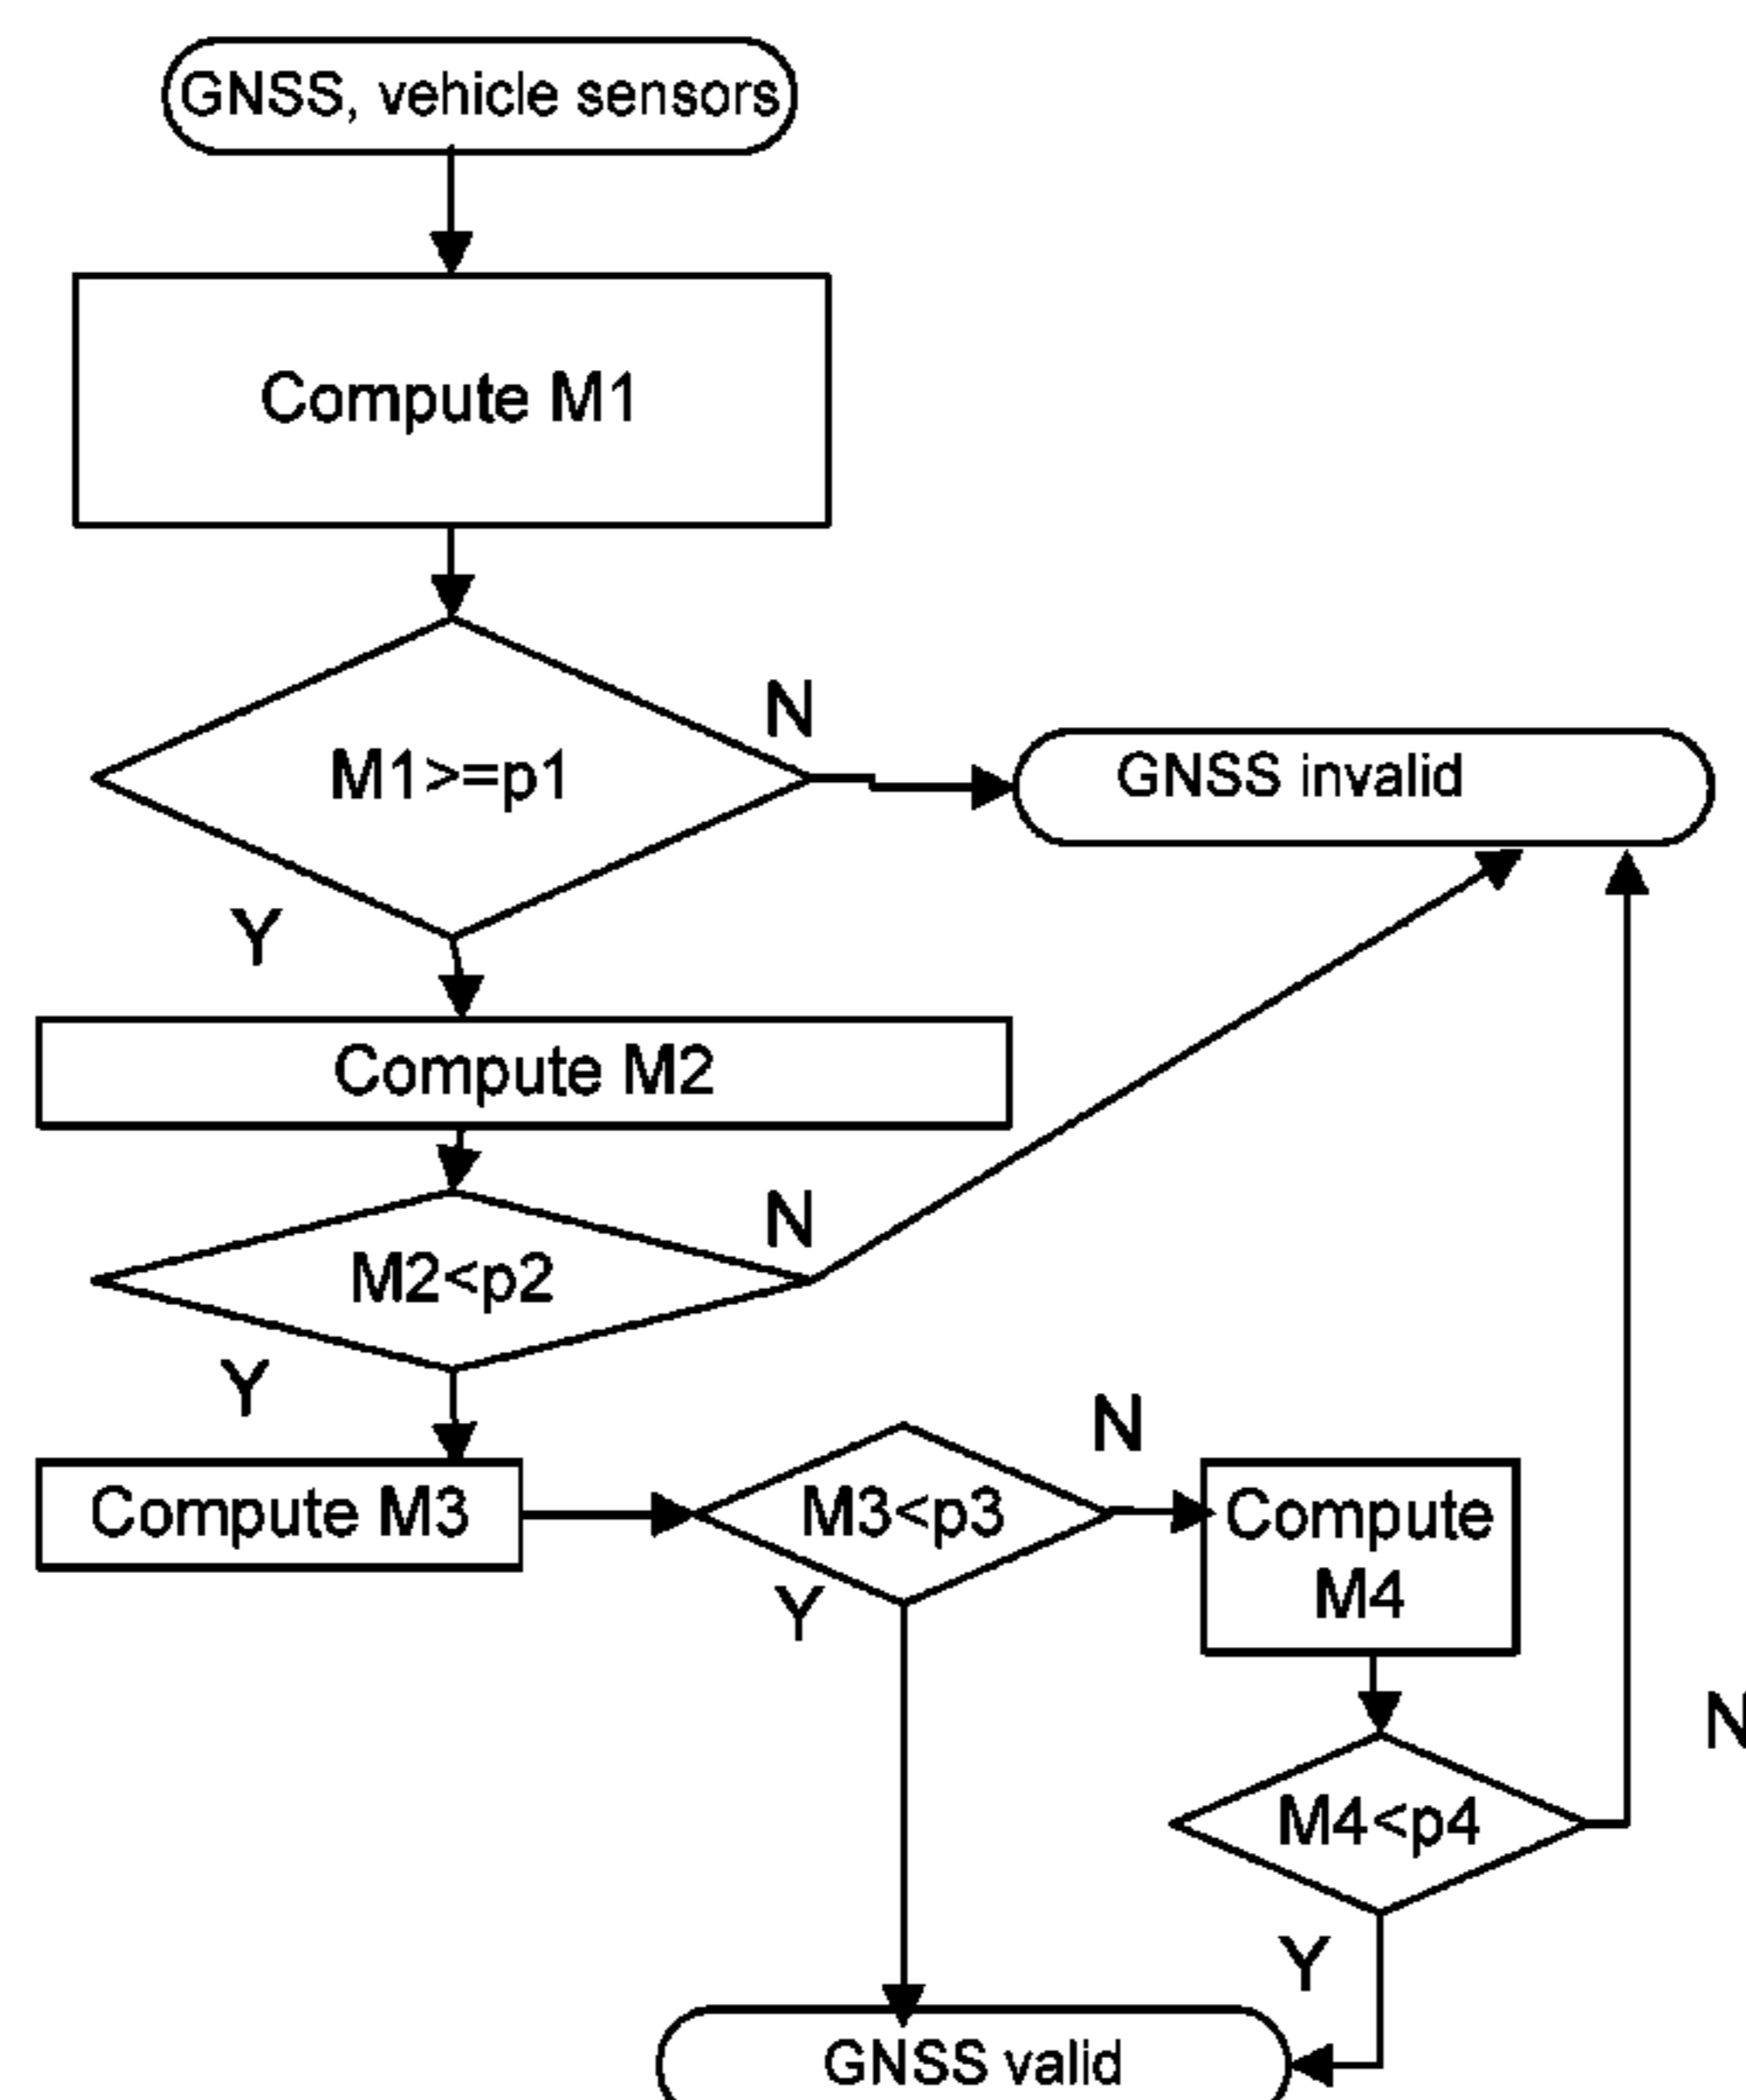 GNSS, vehicle sensors
Compute M1
M1>=p1
N
GNSS invalid
Y
Compute M2
M2<p2
N
Y
Compute M3
M3<p3
N
Y
Compute
M4
N
M4<p4
Y
GNSS valid